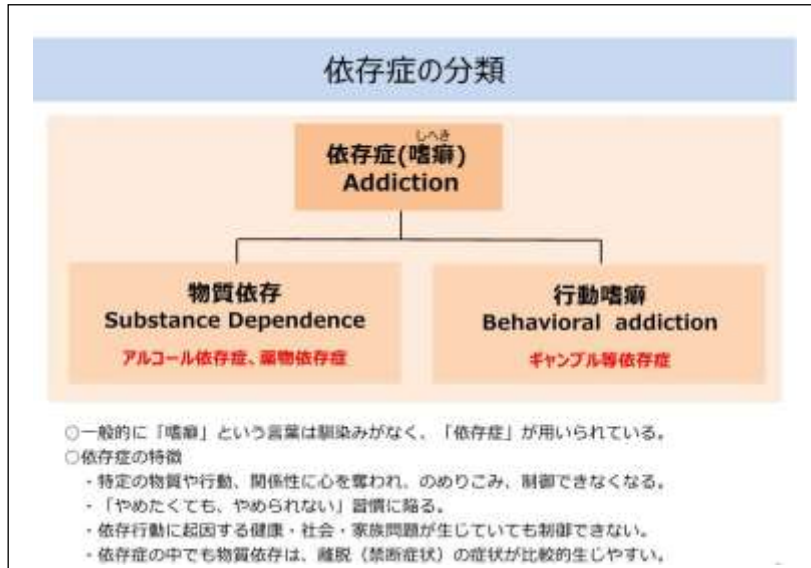 依存症の分類
しへき
依存症(嗜癖)
Addiction
物質依存
Substance Dependence
アルコール依存症、薬物依存症
行動嗜癖
Behavioral addiction
ギャンブル等依存症
○一般的に「嗜癖」という言葉は馴染みがなく、「依存症」が用いられている。
○依存症の特徴
・特定の物質や行動、関係性に心を奪われ、のめりこみ、制御できなくなる。
・「やめたくても、やめられない」習慣に陥る。
・依存行動に起因する健康・社会・家族問題が生じていても制御できない。
・依存症の中でも物質依存は、離脱（禁断症状）の症状が比較的生じやすい。